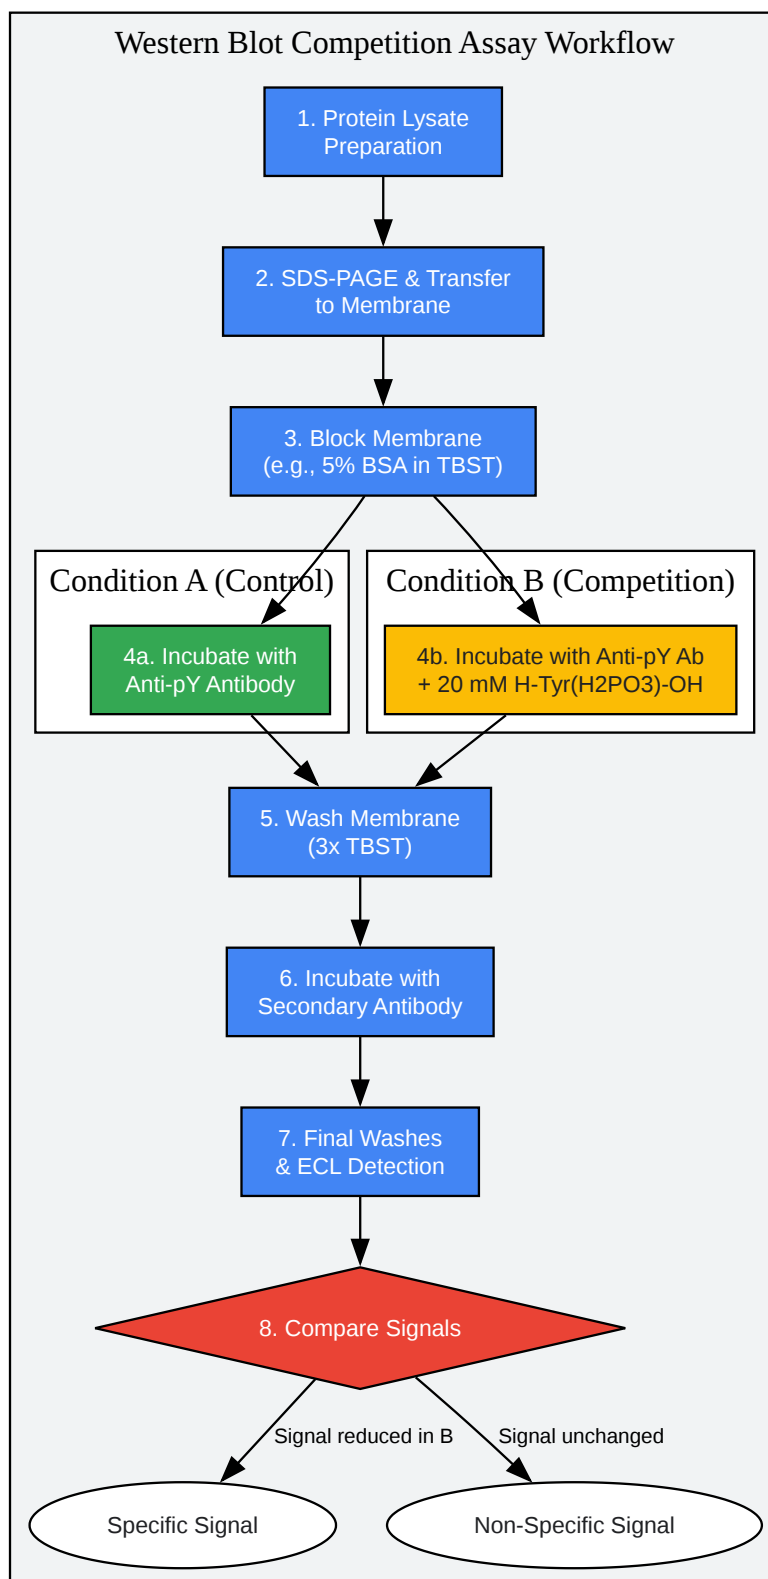 Western Blot Competition Assay Workflow
1. Protein Lysate
Preparation
2. SDS-PAGE & Transfer
to Membrane
3. Block Membrane
(e.g., 5% BSA in TBST)
Condition A (Control)
4a. Incubate with
Anti-pY Antibody
Condition B (Competition)
4b. Incubate with Anti-pY Ab
+ 20 mM H-Tyr(H2PO3)-OH
5. Wash Membrane
(3x TBST)
6. Incubate with
Secondary Antibody
7. Final Washes
& ECL Detection
8. Compare Signals
Signal reduced in B
Signal unchanged
Specific Signal
Non-Specific Signal